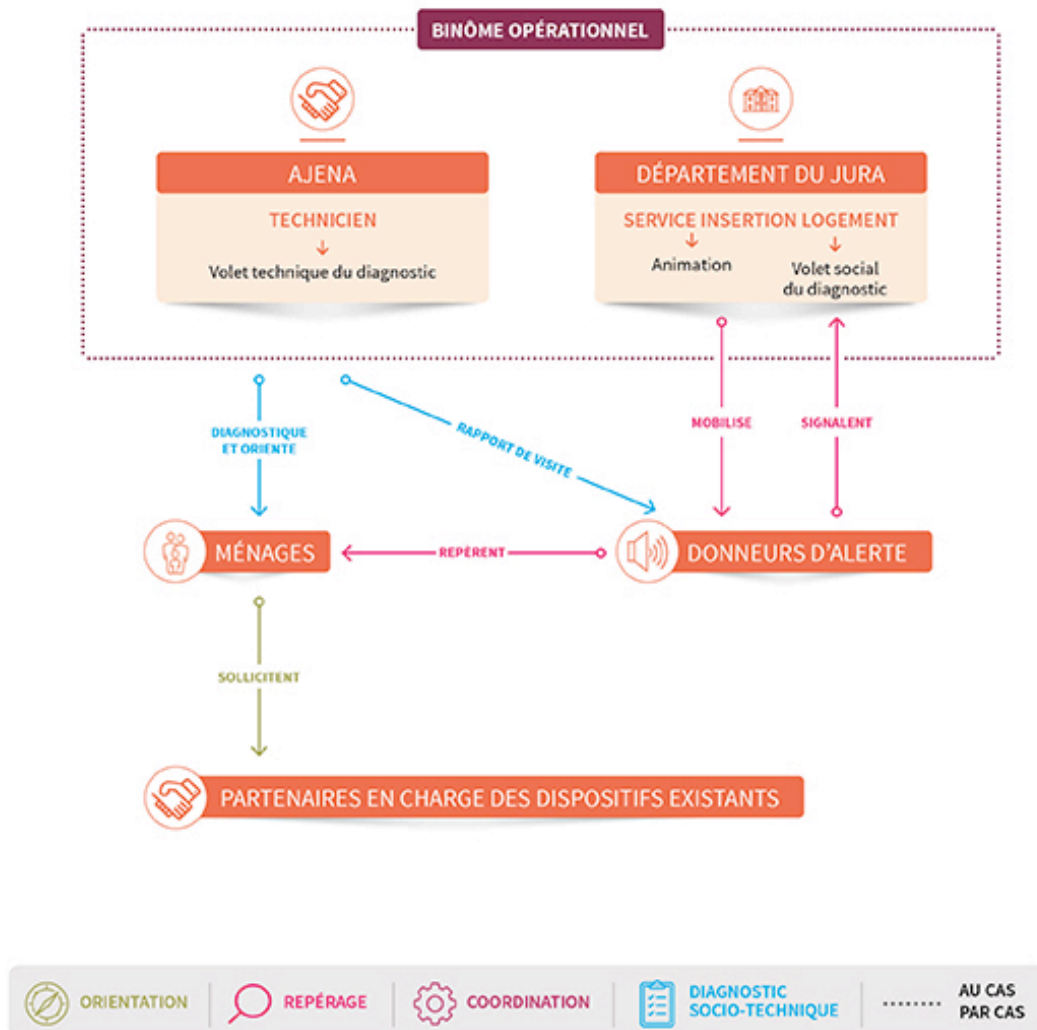 BINÔME OPÉRATIONNEL
AJENA
TECHNICIEN
Volet technique du diagnostic
DÉPARTEMENT DU JURA
SERVICE INSERTION LOGEMENT
Animation
Volet social
du diagnostic
DIAGNOSTIQUE
ET ORIENTE
RAPPORT DE VISITE
MOBILISE
SIGNALENT
MÉNAGES
REPÈRENT
DONNEURS D'ALERTE
SOLLICITENT
PARTENAIRES EN CHARGE DES DISPOSITIFS EXISTANTS
ORIENTATION
REPÉRAGE
COORDINATION
DIAGNOSTIC
SOCIO-TECHNIQUE
AU CAS
PAR CAS